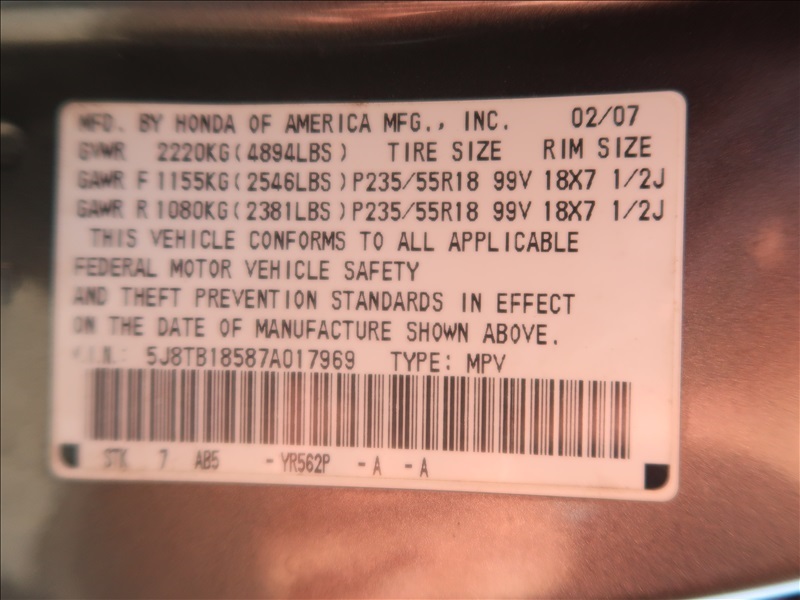 MFD. BY HONDA OF AMERICA MFG., INC. 02/07
GVWR 2220KG(4894LBS) TIRE SIZE RIM SIZE
GAWR F 1155KG(2546LBS) P235/55R18 99V 18X7 1/2J
GAWR R 1080KG(2381LBS) P235/55R18 99V 18X7 1/2J
THIS VEHICLE CONFORMS TO ALL APPLICABLE
FEDERAL MOTOR VEHICLE SAFETY
AND THEFT PREVENTION STANDARDS IN EFFECT
ON THE DATE OF MANUFACTURE SHOWN ABOVE.
V.I.N.: 5J8TB18587A017969 TYPE: MPV
STK 7 AB5 -YR562P -A -A